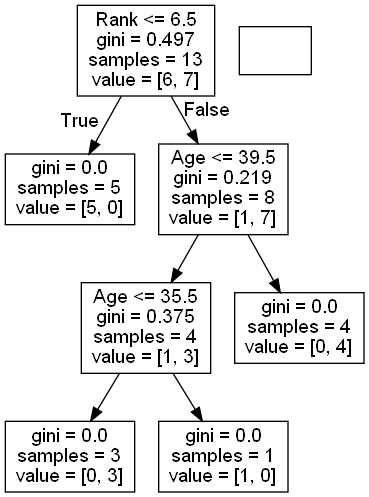 Rank <= 6.5
gini = 0.497
samples = 13
value = [6, 7]
True
False
gini = 0.0
samples = 5
value = [5, 0]
Age <= 39.5
gini = 0.219
samples = 8
value = [1, 7]
Age <= 35.5
gini = 0.375
samples = 4
value = [1, 3]
gini = 0.0
samples = 4
value = [0, 4]
gini = 0.0
samples = 3
value = [0, 3]
gini = 0.0
samples = 1
value = [1, 0]